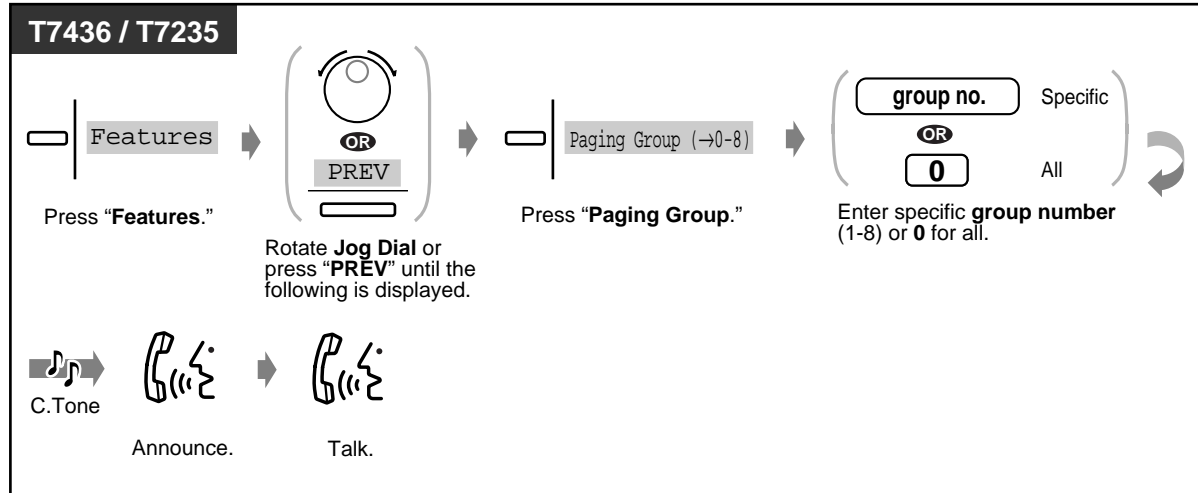 T7436 / T7235
Features
Press “Features.”
OR
PREV
Rotate Jog Dial or
press “PREV” until the
following is displayed.
Paging Group (→0-8)
Press “Paging Group.”
group no. Specific
OR
0 All
Enter specific group number
(1-8) or 0 for all.
C.Tone
Announce.
Talk.